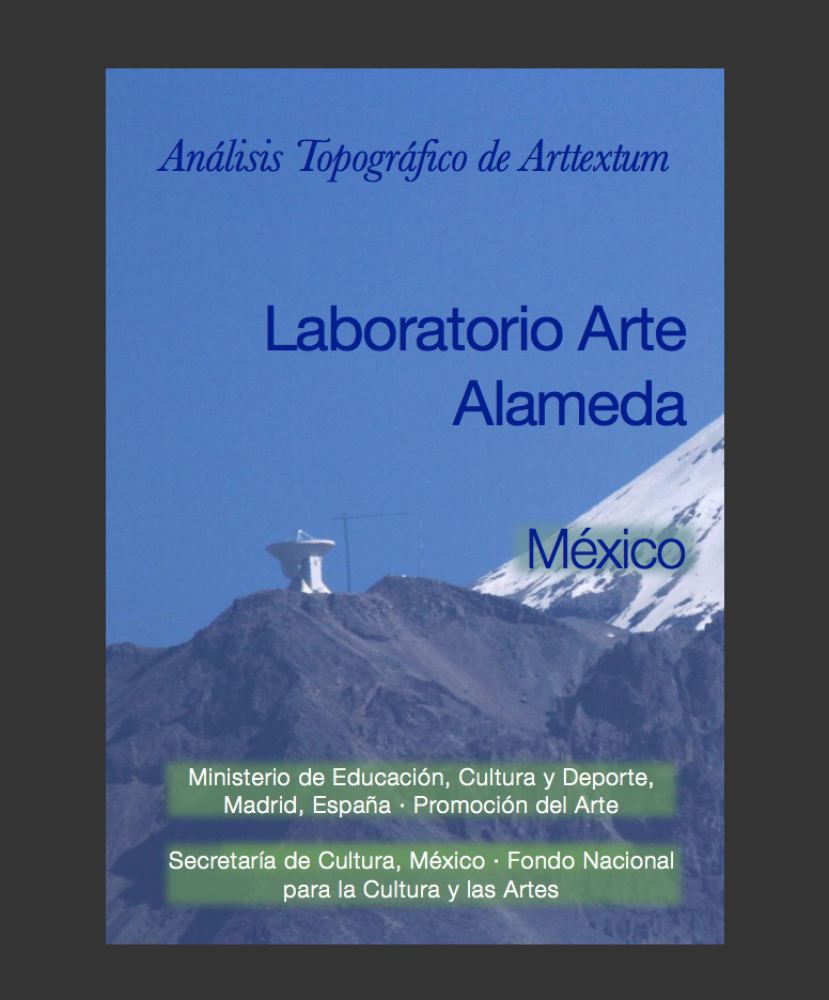 Análisis Topográfico de Arttextum
Laboratorio Arte
Alameda
México
Ministerio de Educación, Cultura y Deporte,
Madrid, España · Promoción del Arte
Secretaría de Cultura, México · Fondo Nacional
para la Cultura y las Artes